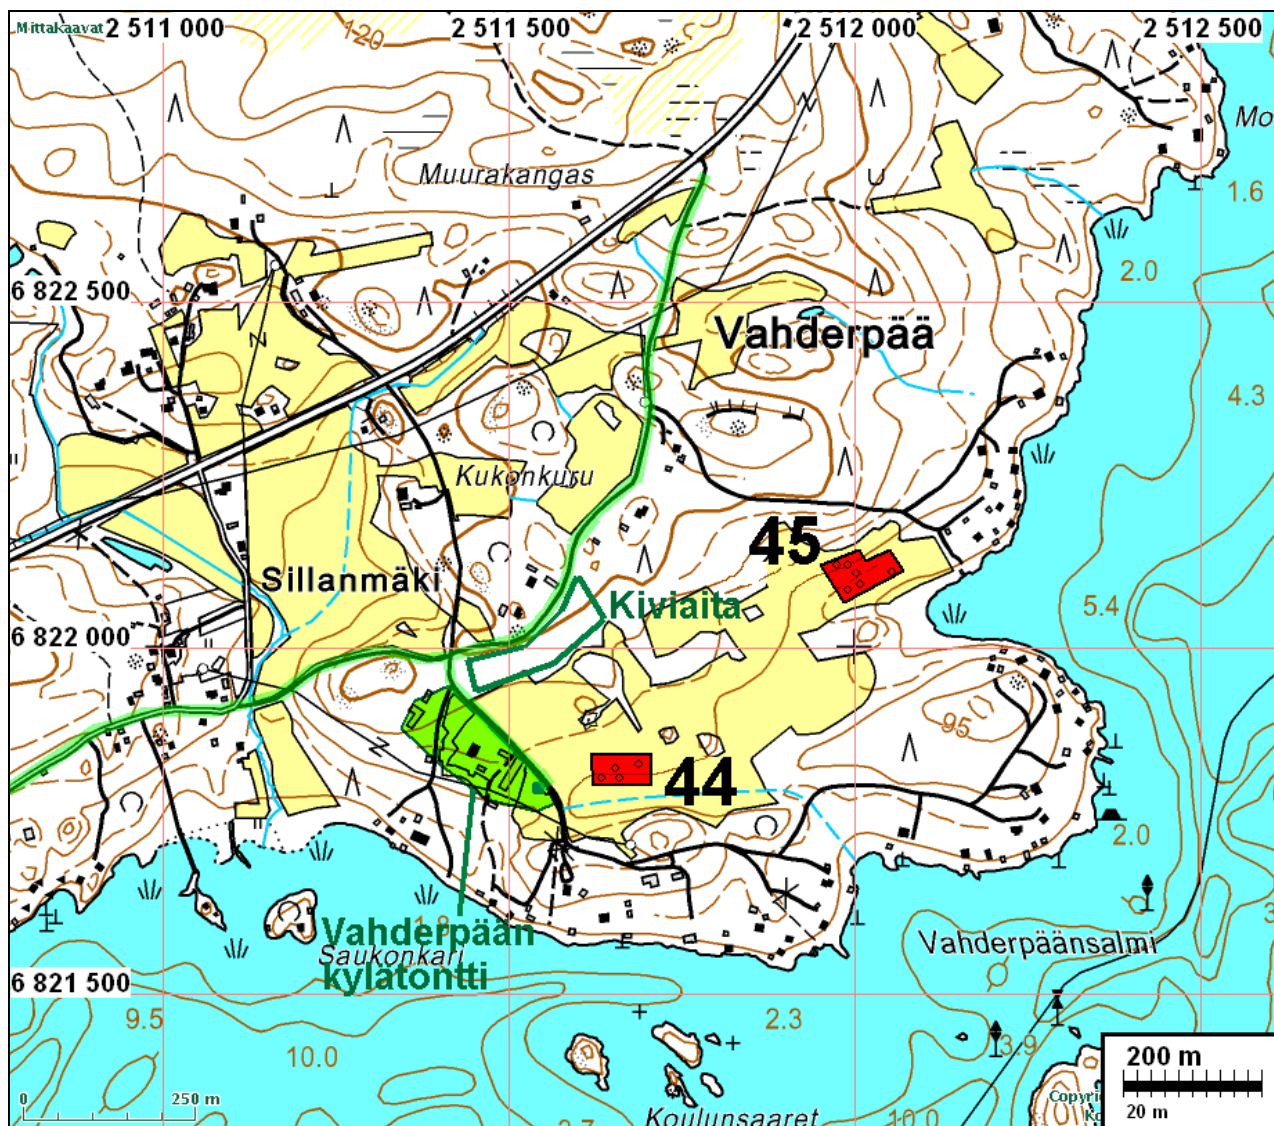 Mittakaavat
2 511 000
2 511 500
2 512 000
2 512 500
120
Mo
Muurakangas
1.6
2.0
6 822 500
Vahderpää
4.3
Kukonkuru
45
Sillanmäki
Kiviaita
5.4
6 822 000
95
44
2.0
1.8
Vahderpään
Saukonkari
kylätontti
Vahderpäänsalmi
6 821 500
9.5
2.3
3.9
10.0
200 m
20 m
0
250 m
Koulunsaaret
10.0